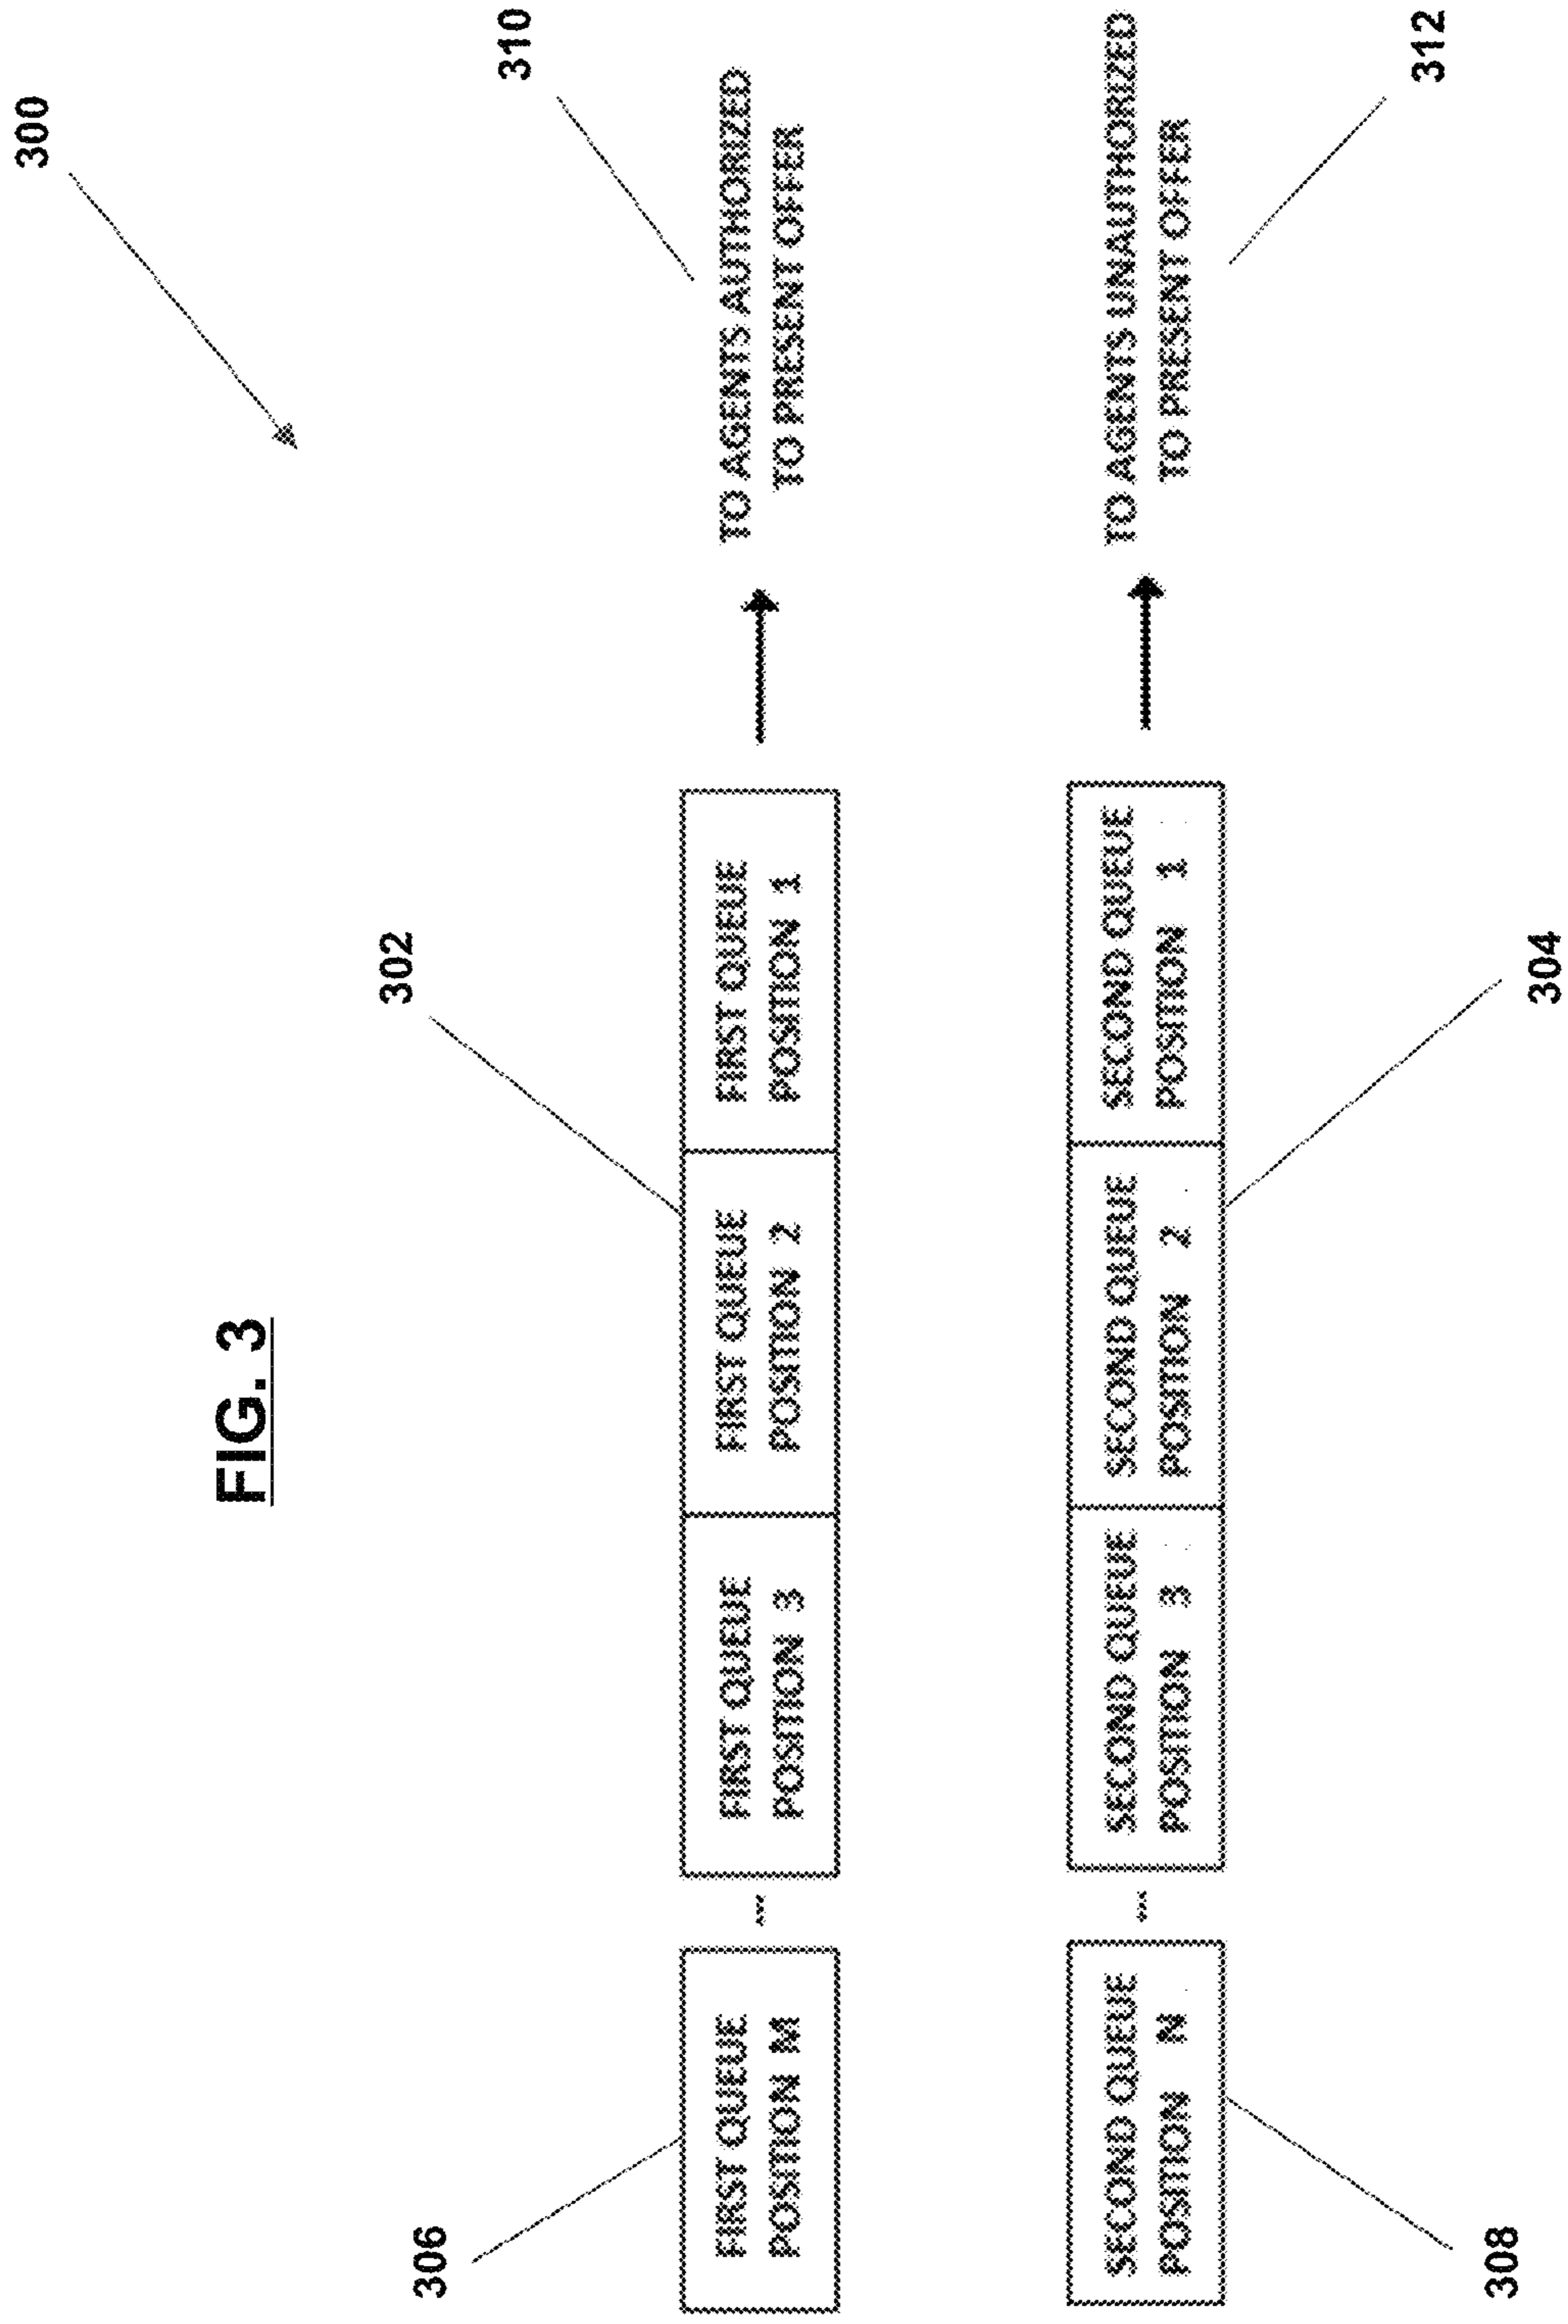 300
FIG. 3
310
302
306
FIRST QUEUE
POSITION M
...
FIRST QUEUE
POSITION 3
FIRST QUEUE
POSITION 2
FIRST QUEUE
POSITION 1
TO AGENTS AUTHORIZED
TO PRESENT OFFER
SECOND QUEUE
POSITION N
...
SECOND QUEUE
POSITION 3
SECOND QUEUE
POSITION 2
SECOND QUEUE
POSITION 1
TO AGENTS UNAUTHORIZED
TO PRESENT OFFER
308
304
312